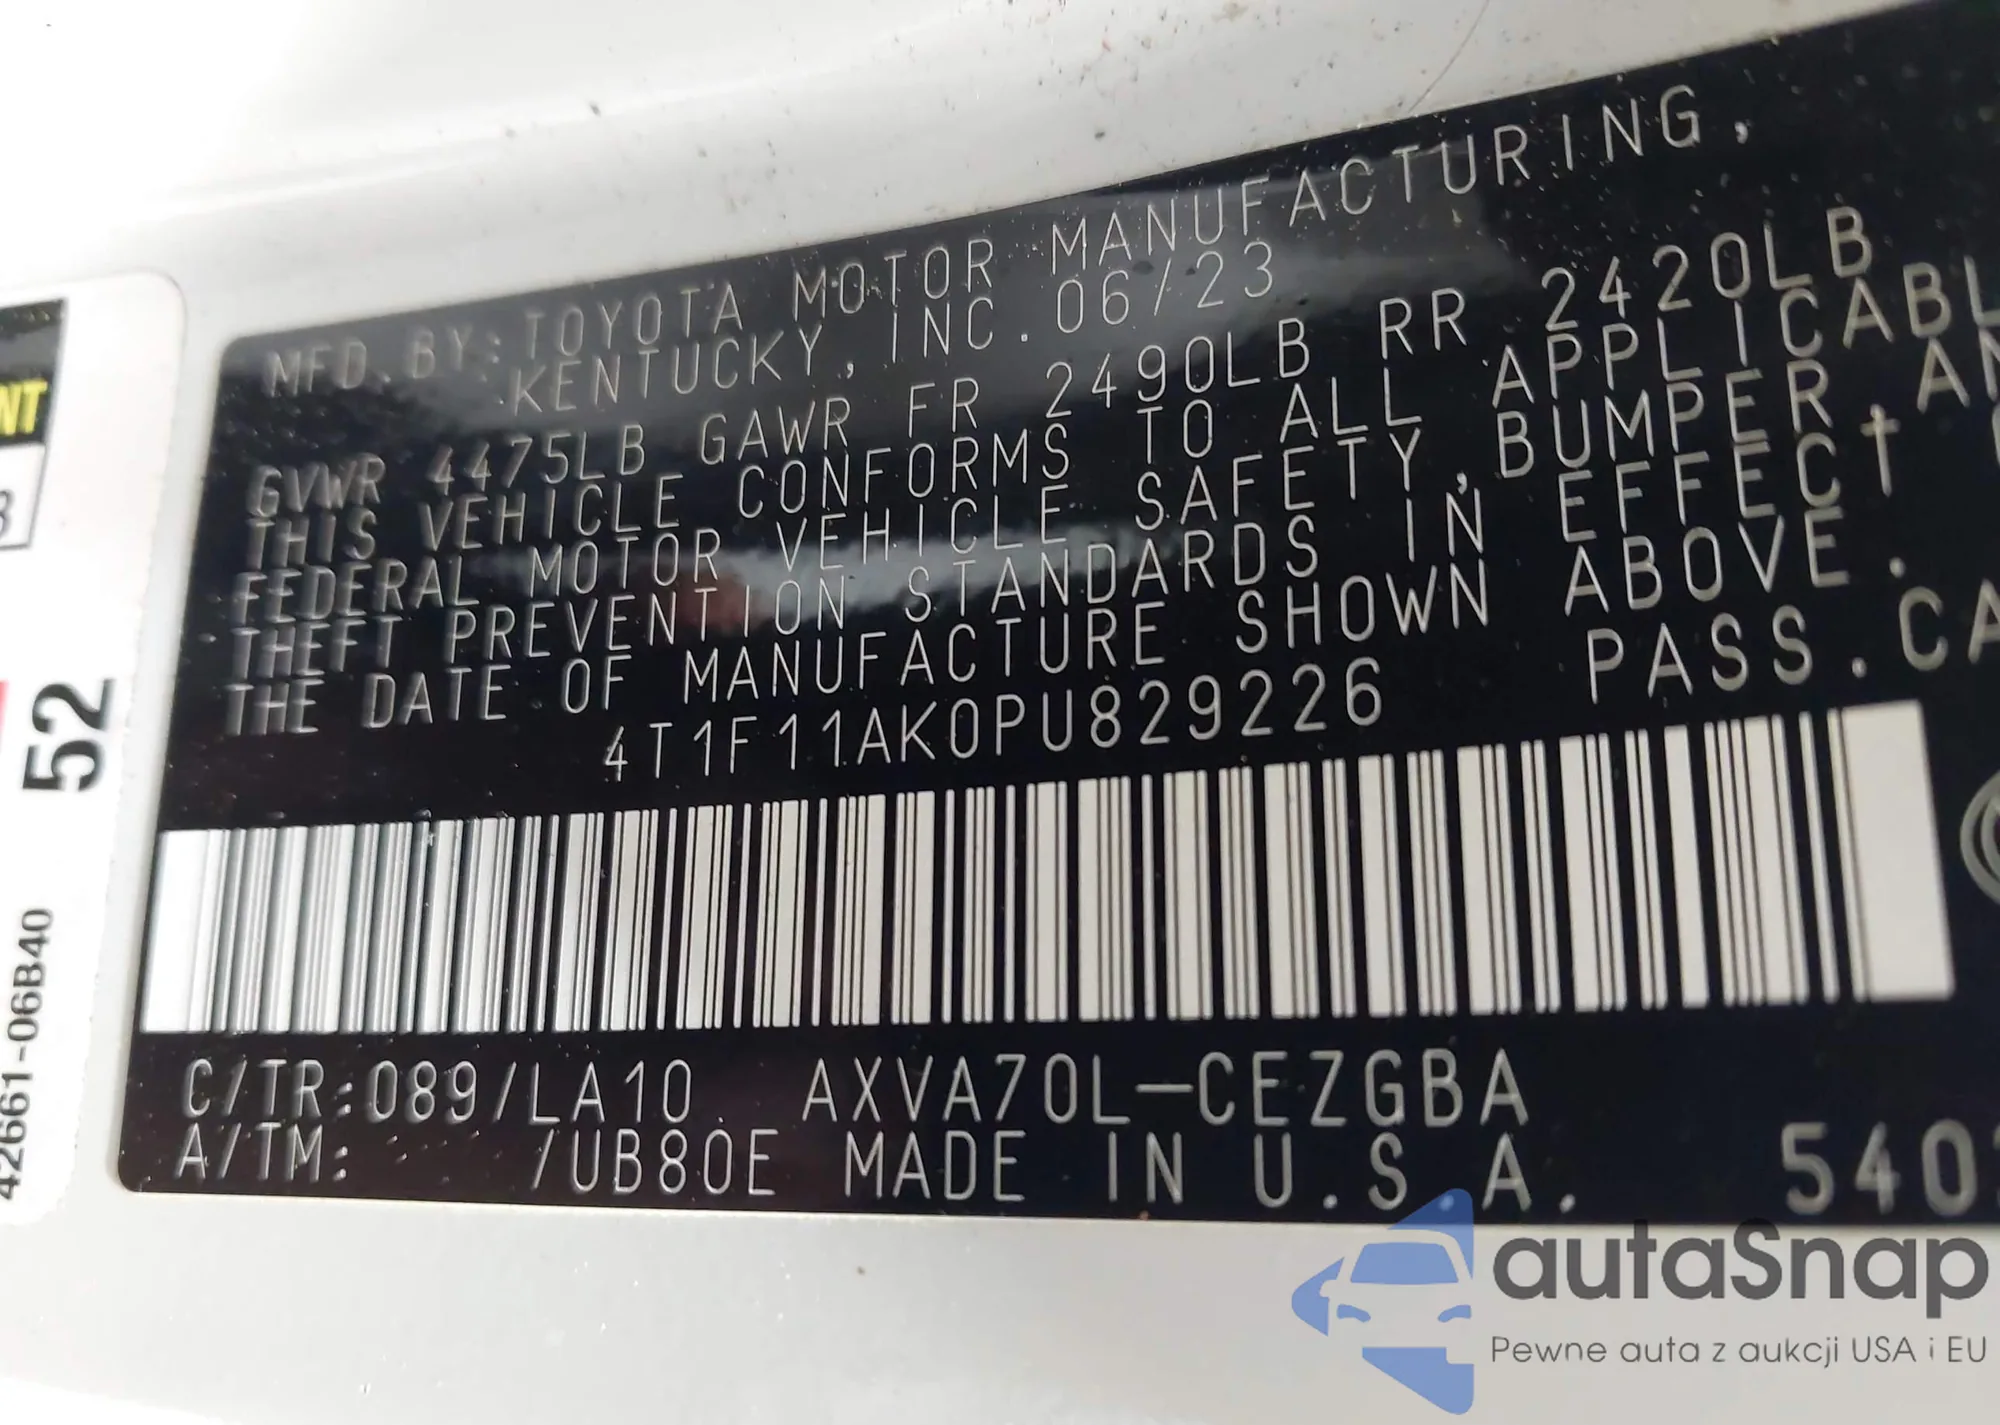 MFD. BY: TOYOTA MOTOR MANUFACTURING,
KENTUCKY, INC. 06/23
GVWR 4475LB GAWR FR 2490LB RR 2420LB
THIS VEHICLE CONFORMS TO ALL APPLICABL
FEDERAL MOTOR VEHICLE SAFETY, BUMPER AN
THEFT PREVENTION STANDARDS IN EFFECT
THE DATE OF MANUFACTURE SHOWN ABOVE.
4T1F11AK0PU829226 PASS.CA
C/TR:089/LA10 AXVA70L-CEZGBA
A/TM: /UB80E MADE IN U.S.A. 540
NT
52
42661-06B40
autaSnap
Pewne auta z aukcji USA i EU